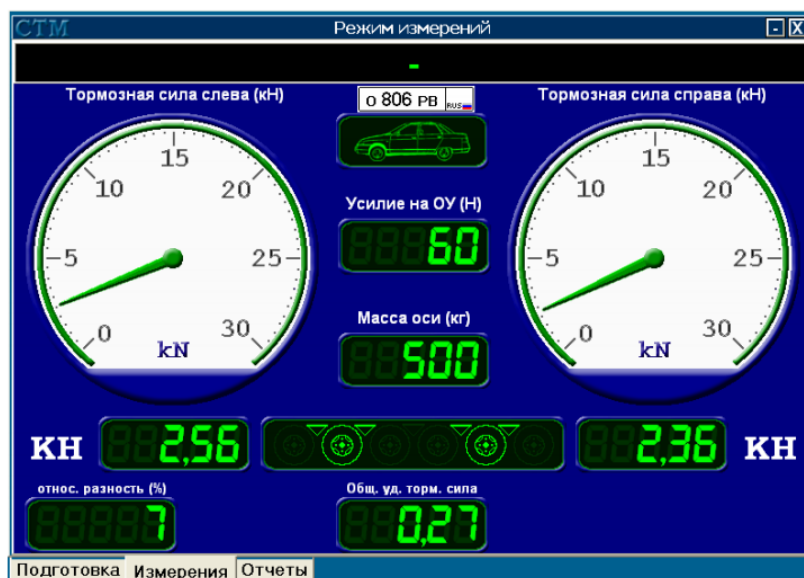 СТМ Режим измерений - X
-
Тормозная сила слева (кН)
о 806 РВ RUS
Тормозная сила справа (кН)
0 5 10 15 20 25 30
kN
Усилие на ОУ (Н)
60
Масса оси (кг)
500
0 5 10 15 20 25 30
kN
КН 2,56
2,36 КН
относ. разность (%)
7
Общ. уд. торм. сила
0,27
Подготовка Измерения Отчеты